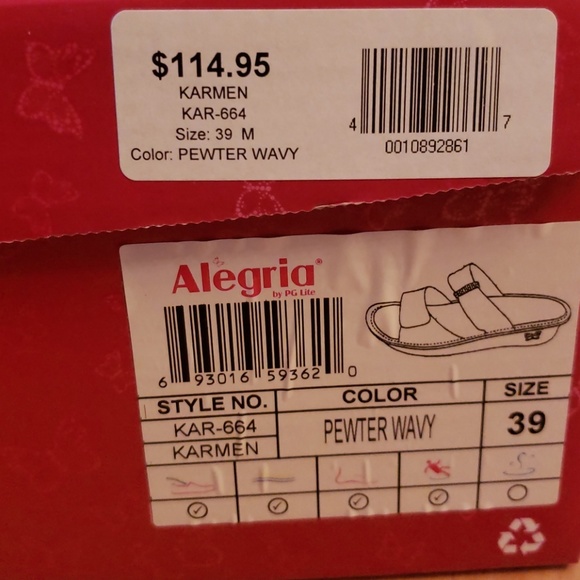 $114.95
KARMEN
KAR-664
Size: 39 M
Color: PEWTER WAVY
4 0010892861 7
Alegria®
by PG Lite
6 93016 59362 0
STYLE NO. COLOR SIZE
KAR-664 PEWTER WAVY 39
KARMEN